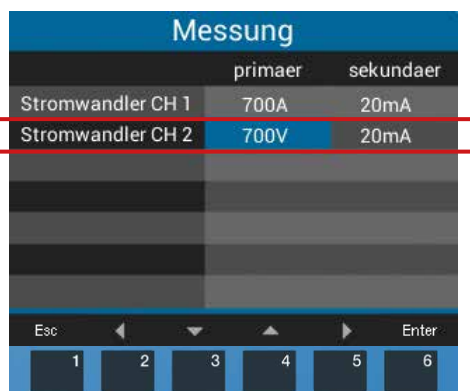 Messung
primaer sekundaer
Stromwandler CH 1 700A 20mA
Stromwandler CH 2 700V 20mA
Esc Enter
1 2 3 4 5 6